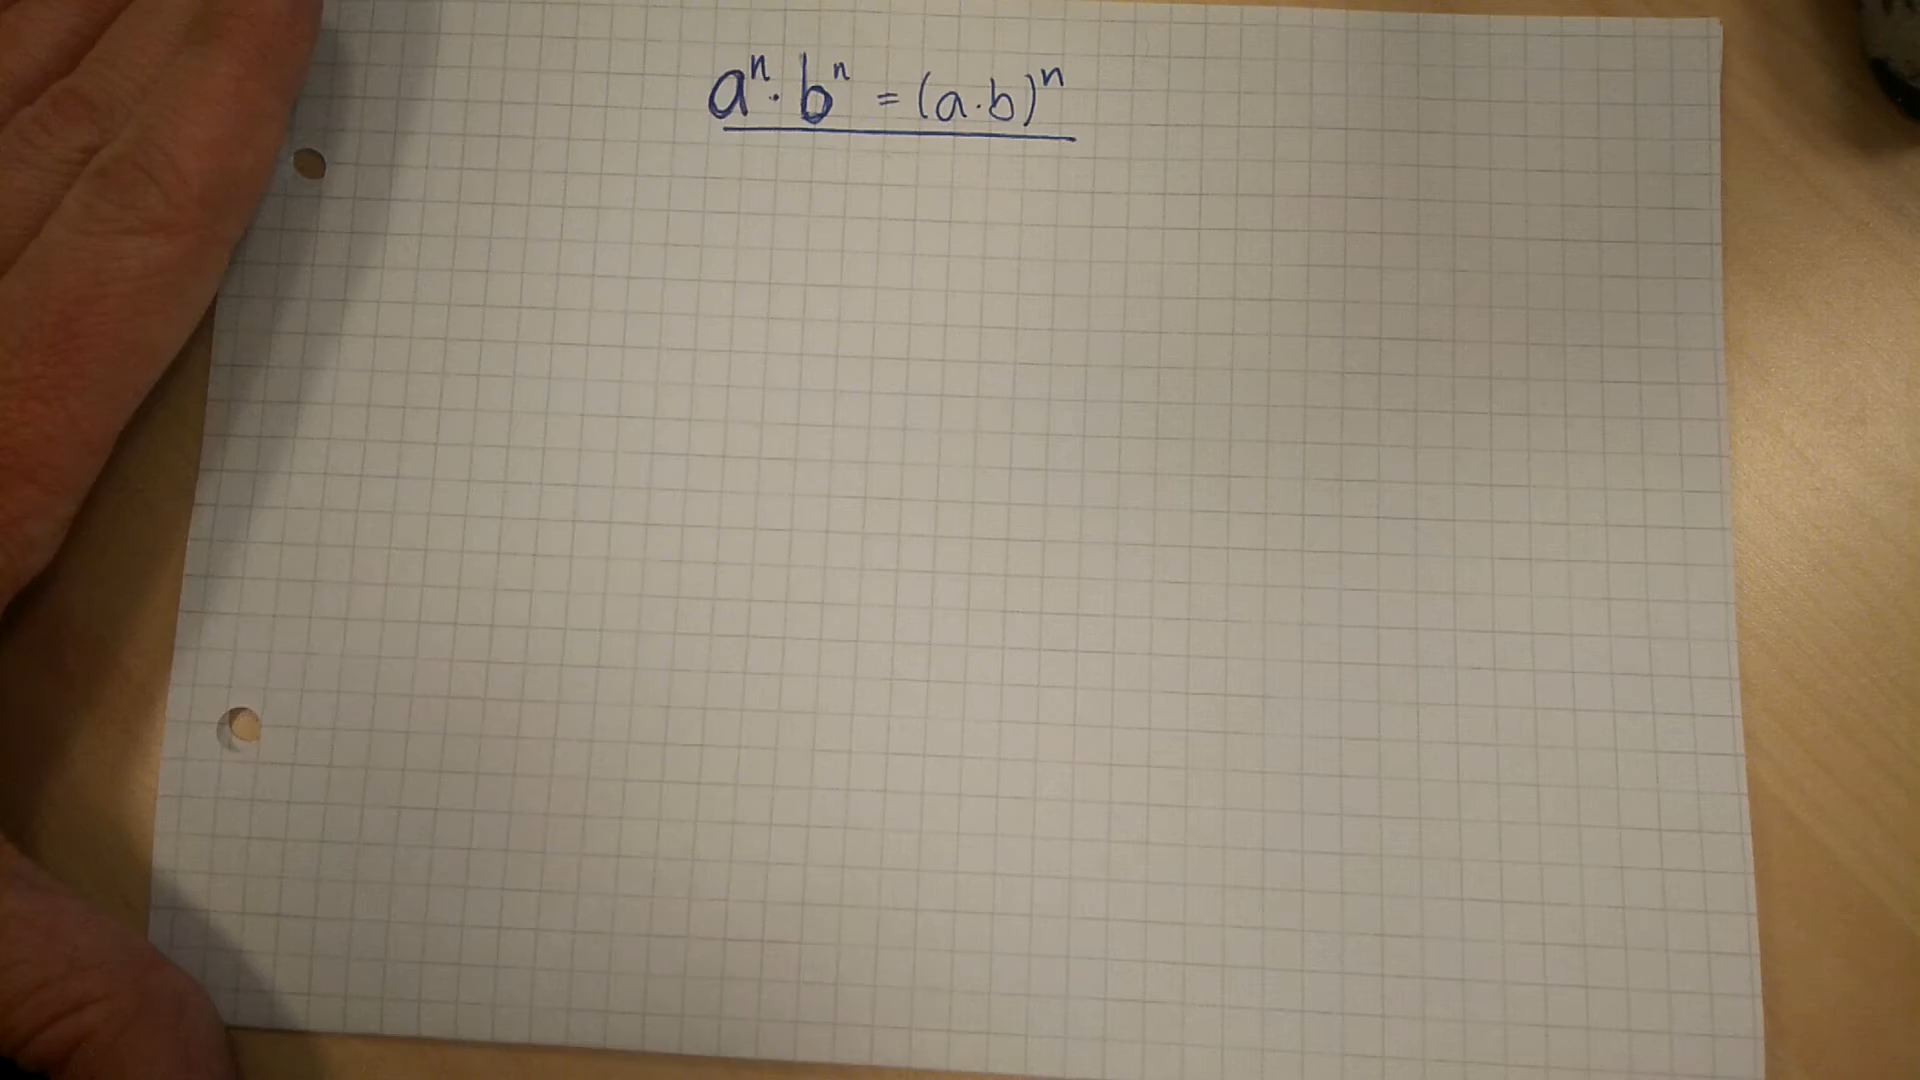 aⁿ · bⁿ = (a·b)ⁿ